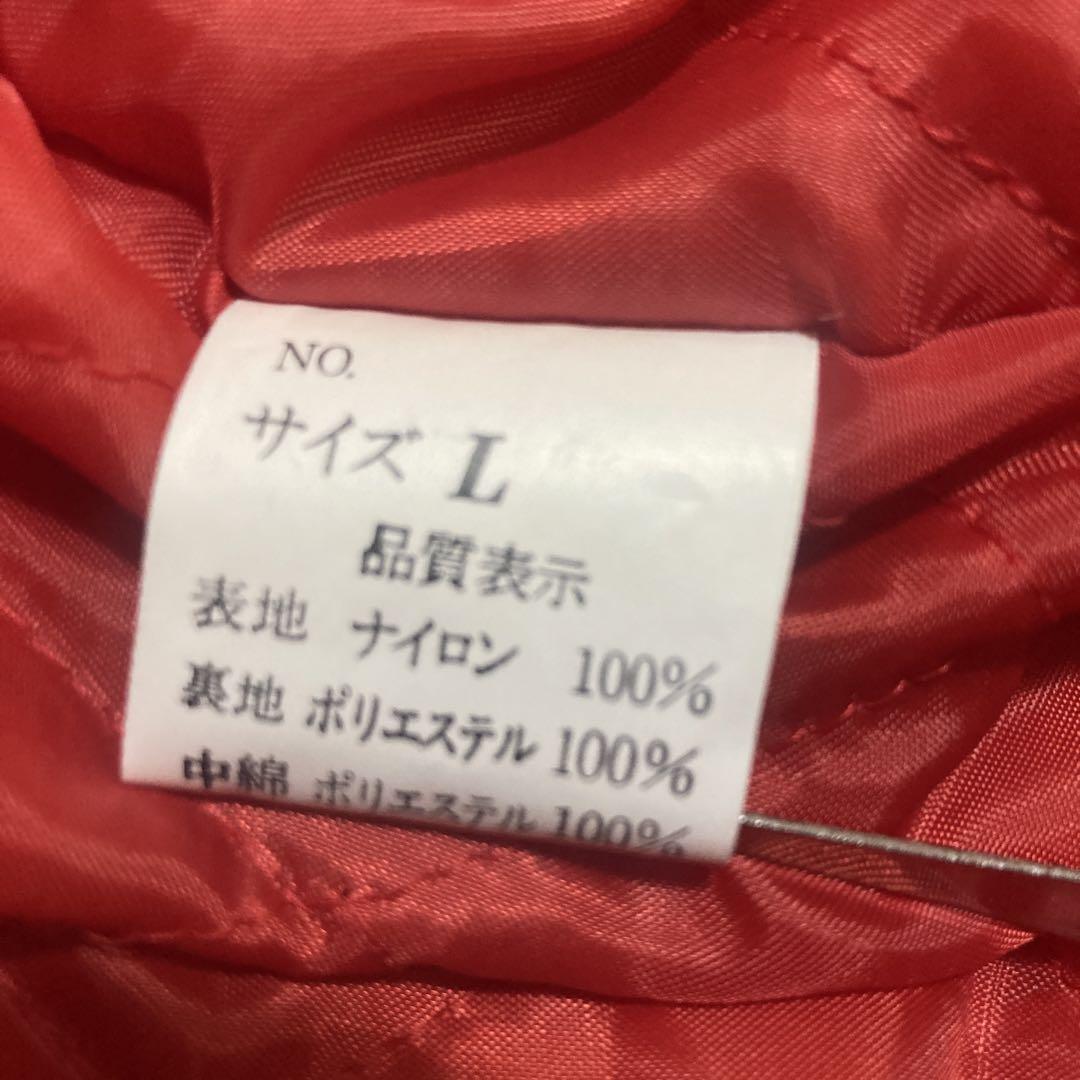 NO.
サイズ L
品質表示
表地 ナイロン 100%
裏地 ポリエステル 100%
中綿 ポリエステル 100%